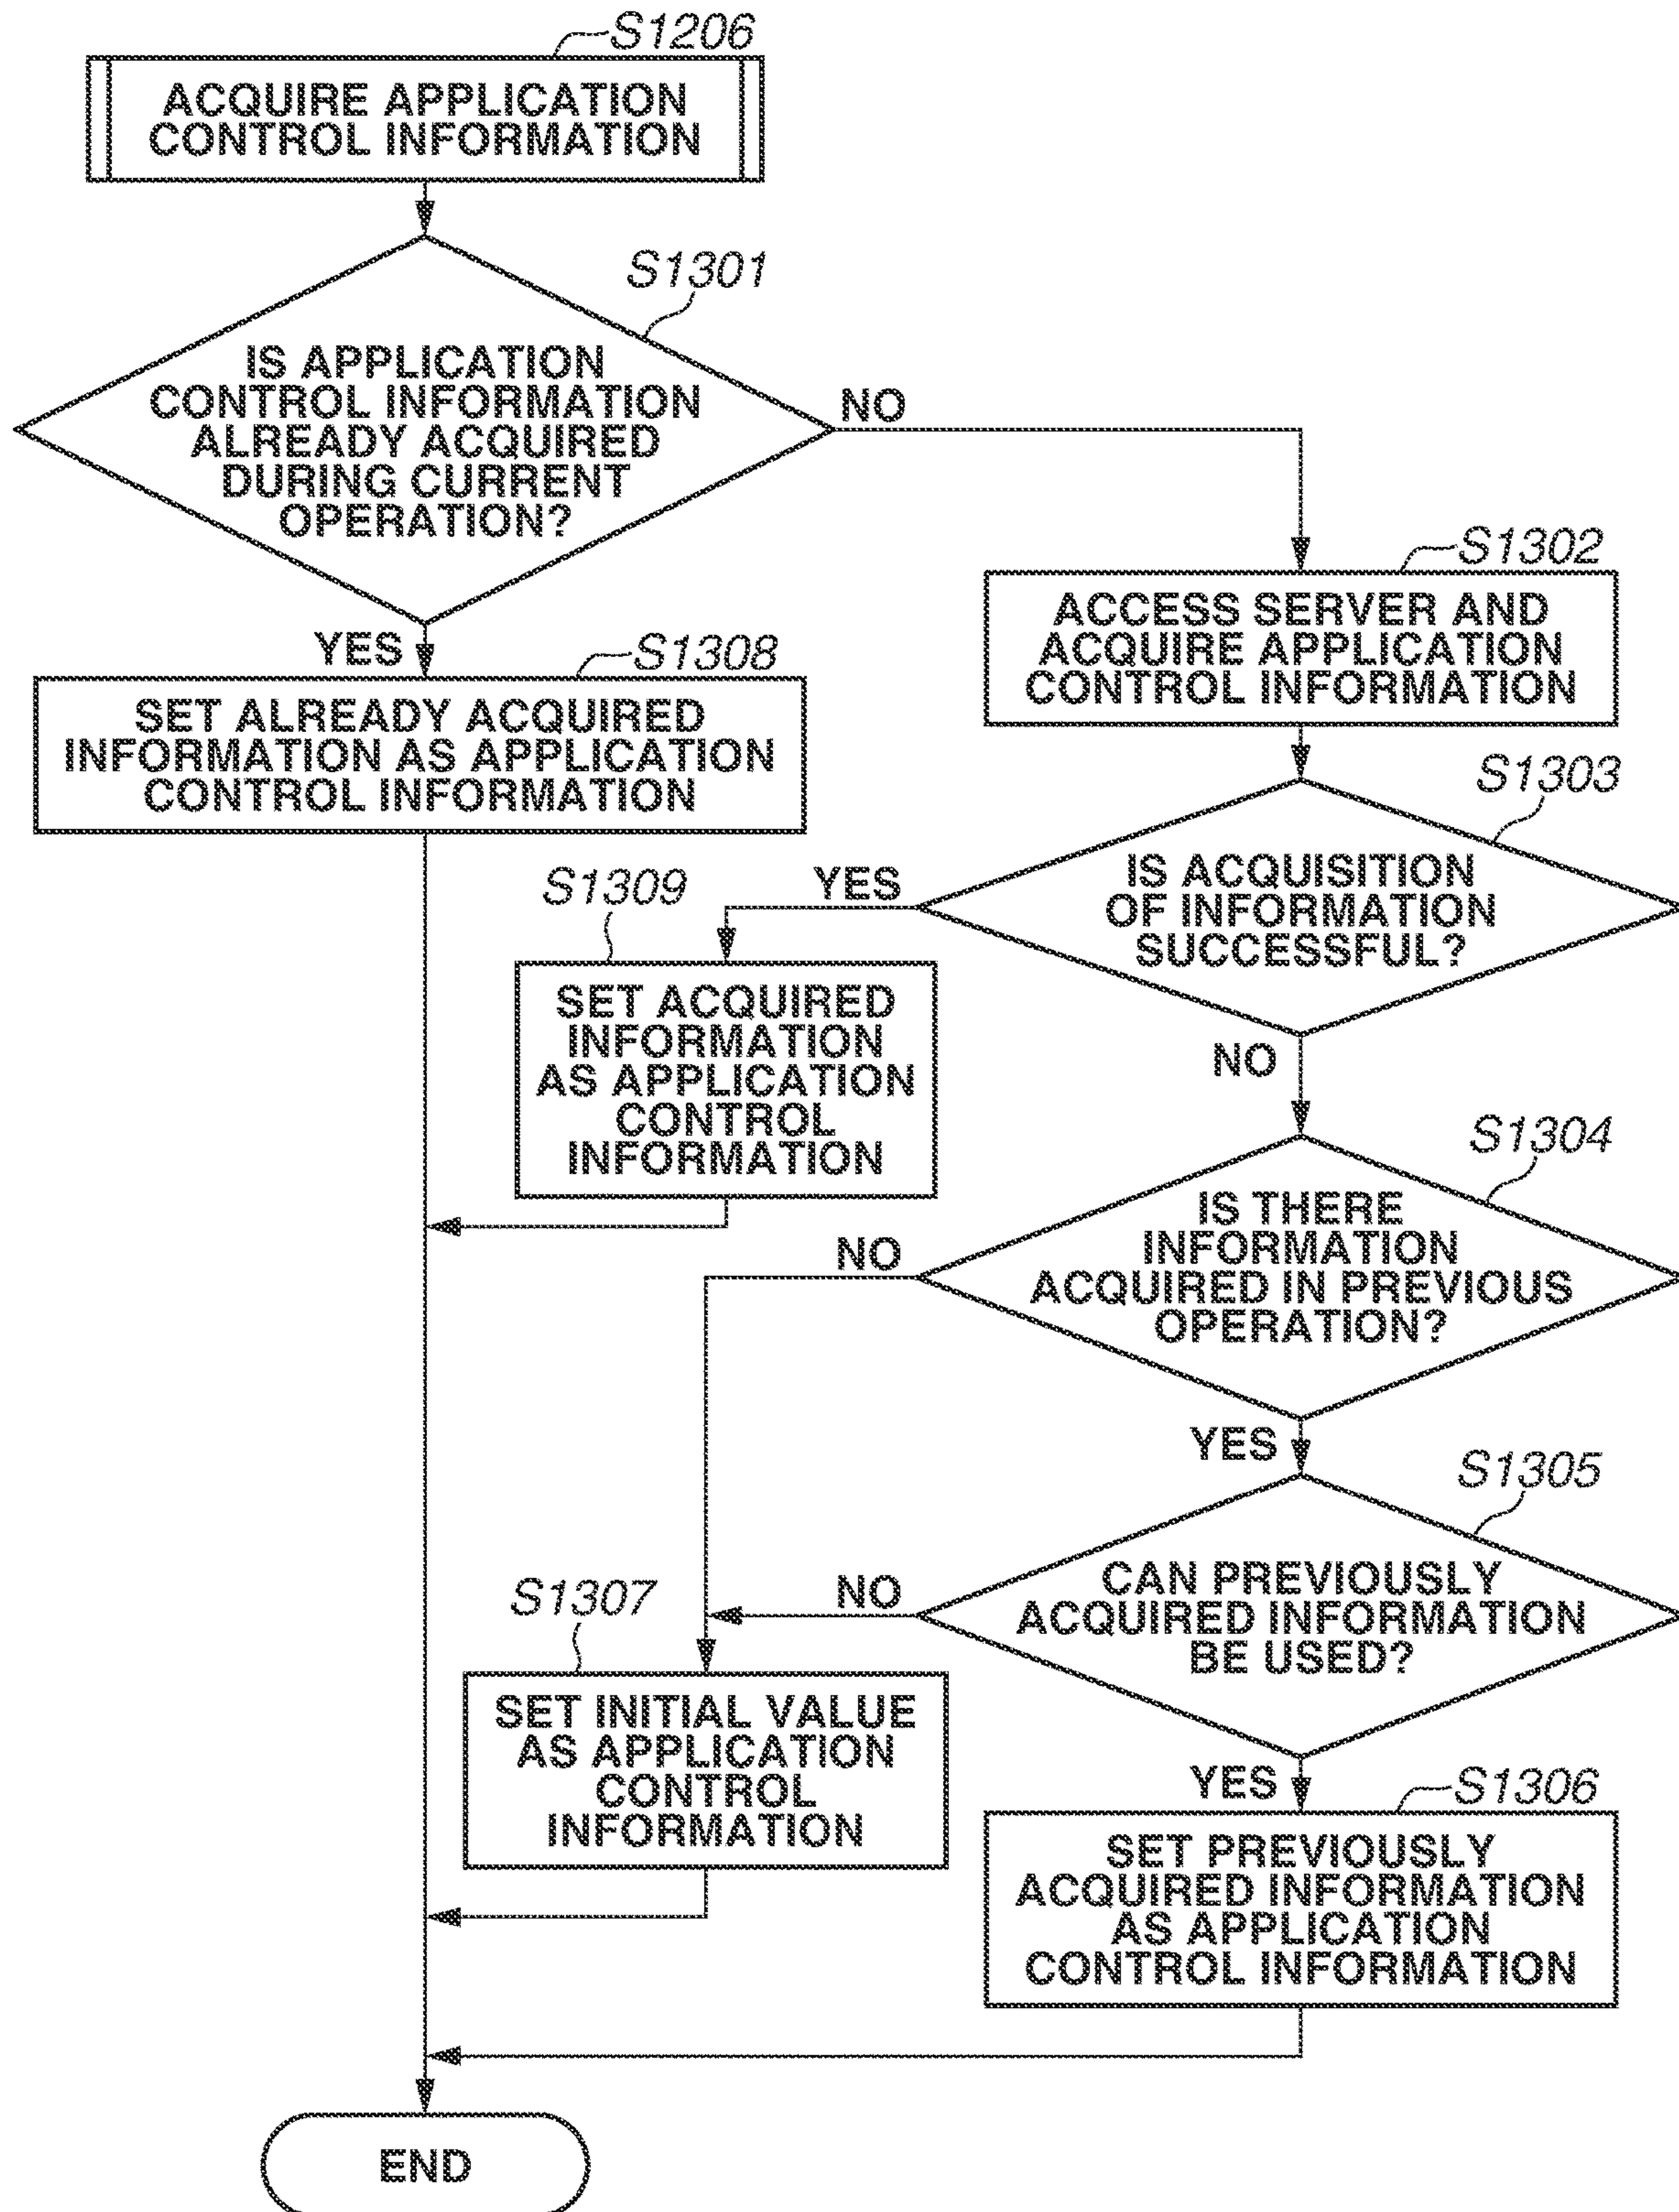 S1206
ACQUIRE APPLICATION
CONTROL INFORMATION
S1301
IS APPLICATION
CONTROL INFORMATION
ALREADY ACQUIRED
DURING CURRENT
OPERATION?
NO
YES
S1308
SET ALREADY ACQUIRED
INFORMATION AS APPLICATION
CONTROL INFORMATION
S1302
ACCESS SERVER AND
ACQUIRE APPLICATION
CONTROL INFORMATION
S1303
IS ACQUISITION
OF INFORMATION
SUCCESSFUL?
YES
S1309
SET ACQUIRED
INFORMATION
AS APPLICATION
CONTROL
INFORMATION
NO
S1304
IS THERE
INFORMATION
ACQUIRED IN PREVIOUS
OPERATION?
NO
YES
S1305
CAN PREVIOUSLY
ACQUIRED INFORMATION
BE USED?
NO
S1307
SET INITIAL VALUE
AS APPLICATION
CONTROL
INFORMATION
YES
S1306
SET PREVIOUSLY
ACQUIRED INFORMATION
AS APPLICATION
CONTROL INFORMATION
END